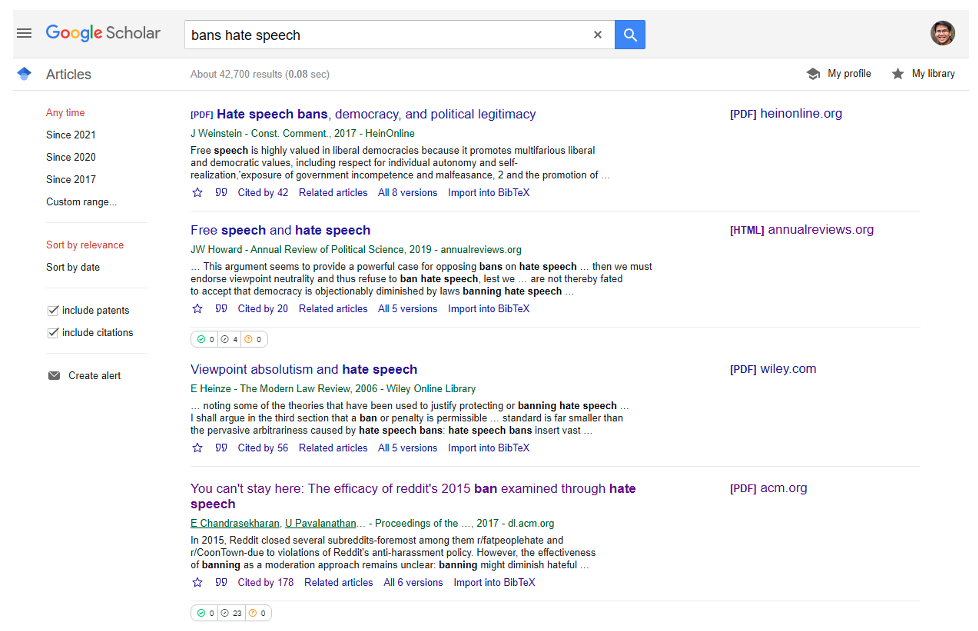 Google Scholar
bans hate speech
Articles
About 42,700 results (0.08 sec)
My profile
My library
Any time
Since 2021
Since 2020
Since 2017
Custom range...
Sort by relevance
Sort by date
include patents
include citations
Create alert
[PDF] Hate speech bans, democracy, and political legitimacy
[PDF] heinonline.org
J Weinstein - Const. Comment., 2017 - HeinOnline
Free speech is highly valued in liberal democracies because it promotes multifarious liberal
and democratic values, including respect for individual autonomy and self-
realization,'exposure of government incompetence and malfeasance, 2 and the promotion of …
Cited by 42 Related articles All 8 versions Import into BibTeX
Free speech and hate speech
[HTML] annualreviews.org
JW Howard - Annual Review of Political Science, 2019 - annualreviews.org
… This argument seems to provide a powerful case for opposing bans on hate speech … then we must
endorse viewpoint neutrality and thus refuse to ban hate speech, lest we … are not thereby fated
to accept that democracy is objectionably diminished by laws banning hate speech …
Cited by 20 Related articles All 5 versions Import into BibTeX
0 4 0
Viewpoint absolutism and hate speech
[PDF] wiley.com
E Heinze - The Modern Law Review, 2006 - Wiley Online Library
… noting some of the theories that have been used to justify protecting or banning hate speech …
I shall argue in the third section that a ban or penalty is permissible … standard is far smaller than
the pervasive arbitrariness caused by hate speech bans: hate speech bans insert vast …
Cited by 56 Related articles All 5 versions Import into BibTeX
You can't stay here: The efficacy of reddit's 2015 ban examined through hate
speech
[PDF] acm.org
E Chandrasekharan, U Pavalanathan… - Proceedings of the …, 2017 - dl.acm.org
In 2015, Reddit closed several subreddits-foremost among them r/fatpeoplehate and
r/CoonTown-due to violations of Reddit's anti-harassment policy. However, the effectiveness
of banning as a moderation approach remains unclear: banning might diminish hateful …
Cited by 178 Related articles All 6 versions Import into BibTeX
0 23 0